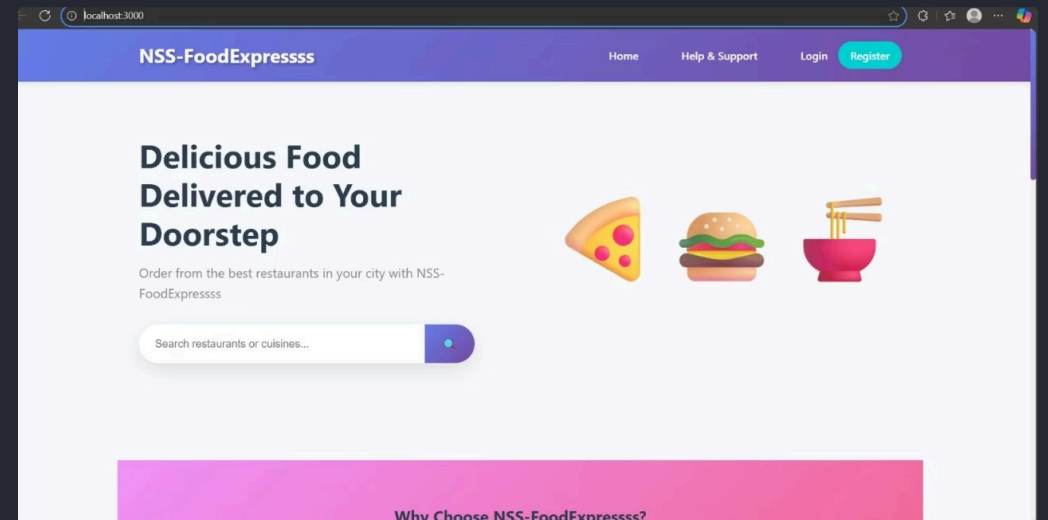 localhost:3000
NSS-FoodExpressss
Home
Help & Support
Login
Register
Delicious Food
Delivered to Your
Doorstep
Order from the best restaurants in your city with NSS-
FoodExpressss
Search restaurants or cuisines...
Why Choose NSS-FoodExpressss?